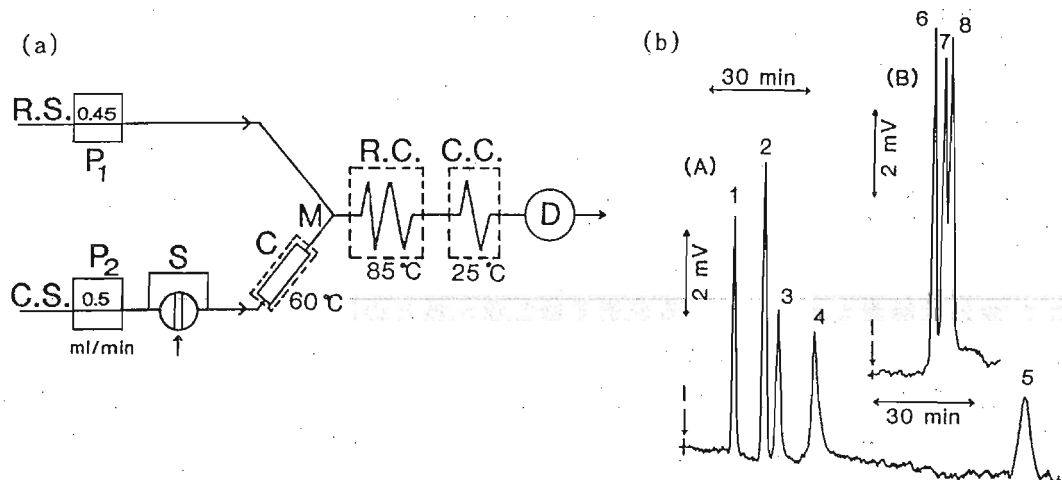 (a)
R.S.
0.45
P1
R.C.
C.C.
M
D
C
85℃
25℃
60℃
P2
S
C.S.
0.5
ml/min
(b)
30 min
(A)
1
2
3
4
5
2 mV
(B)
6
7
8
2 mV
30 min